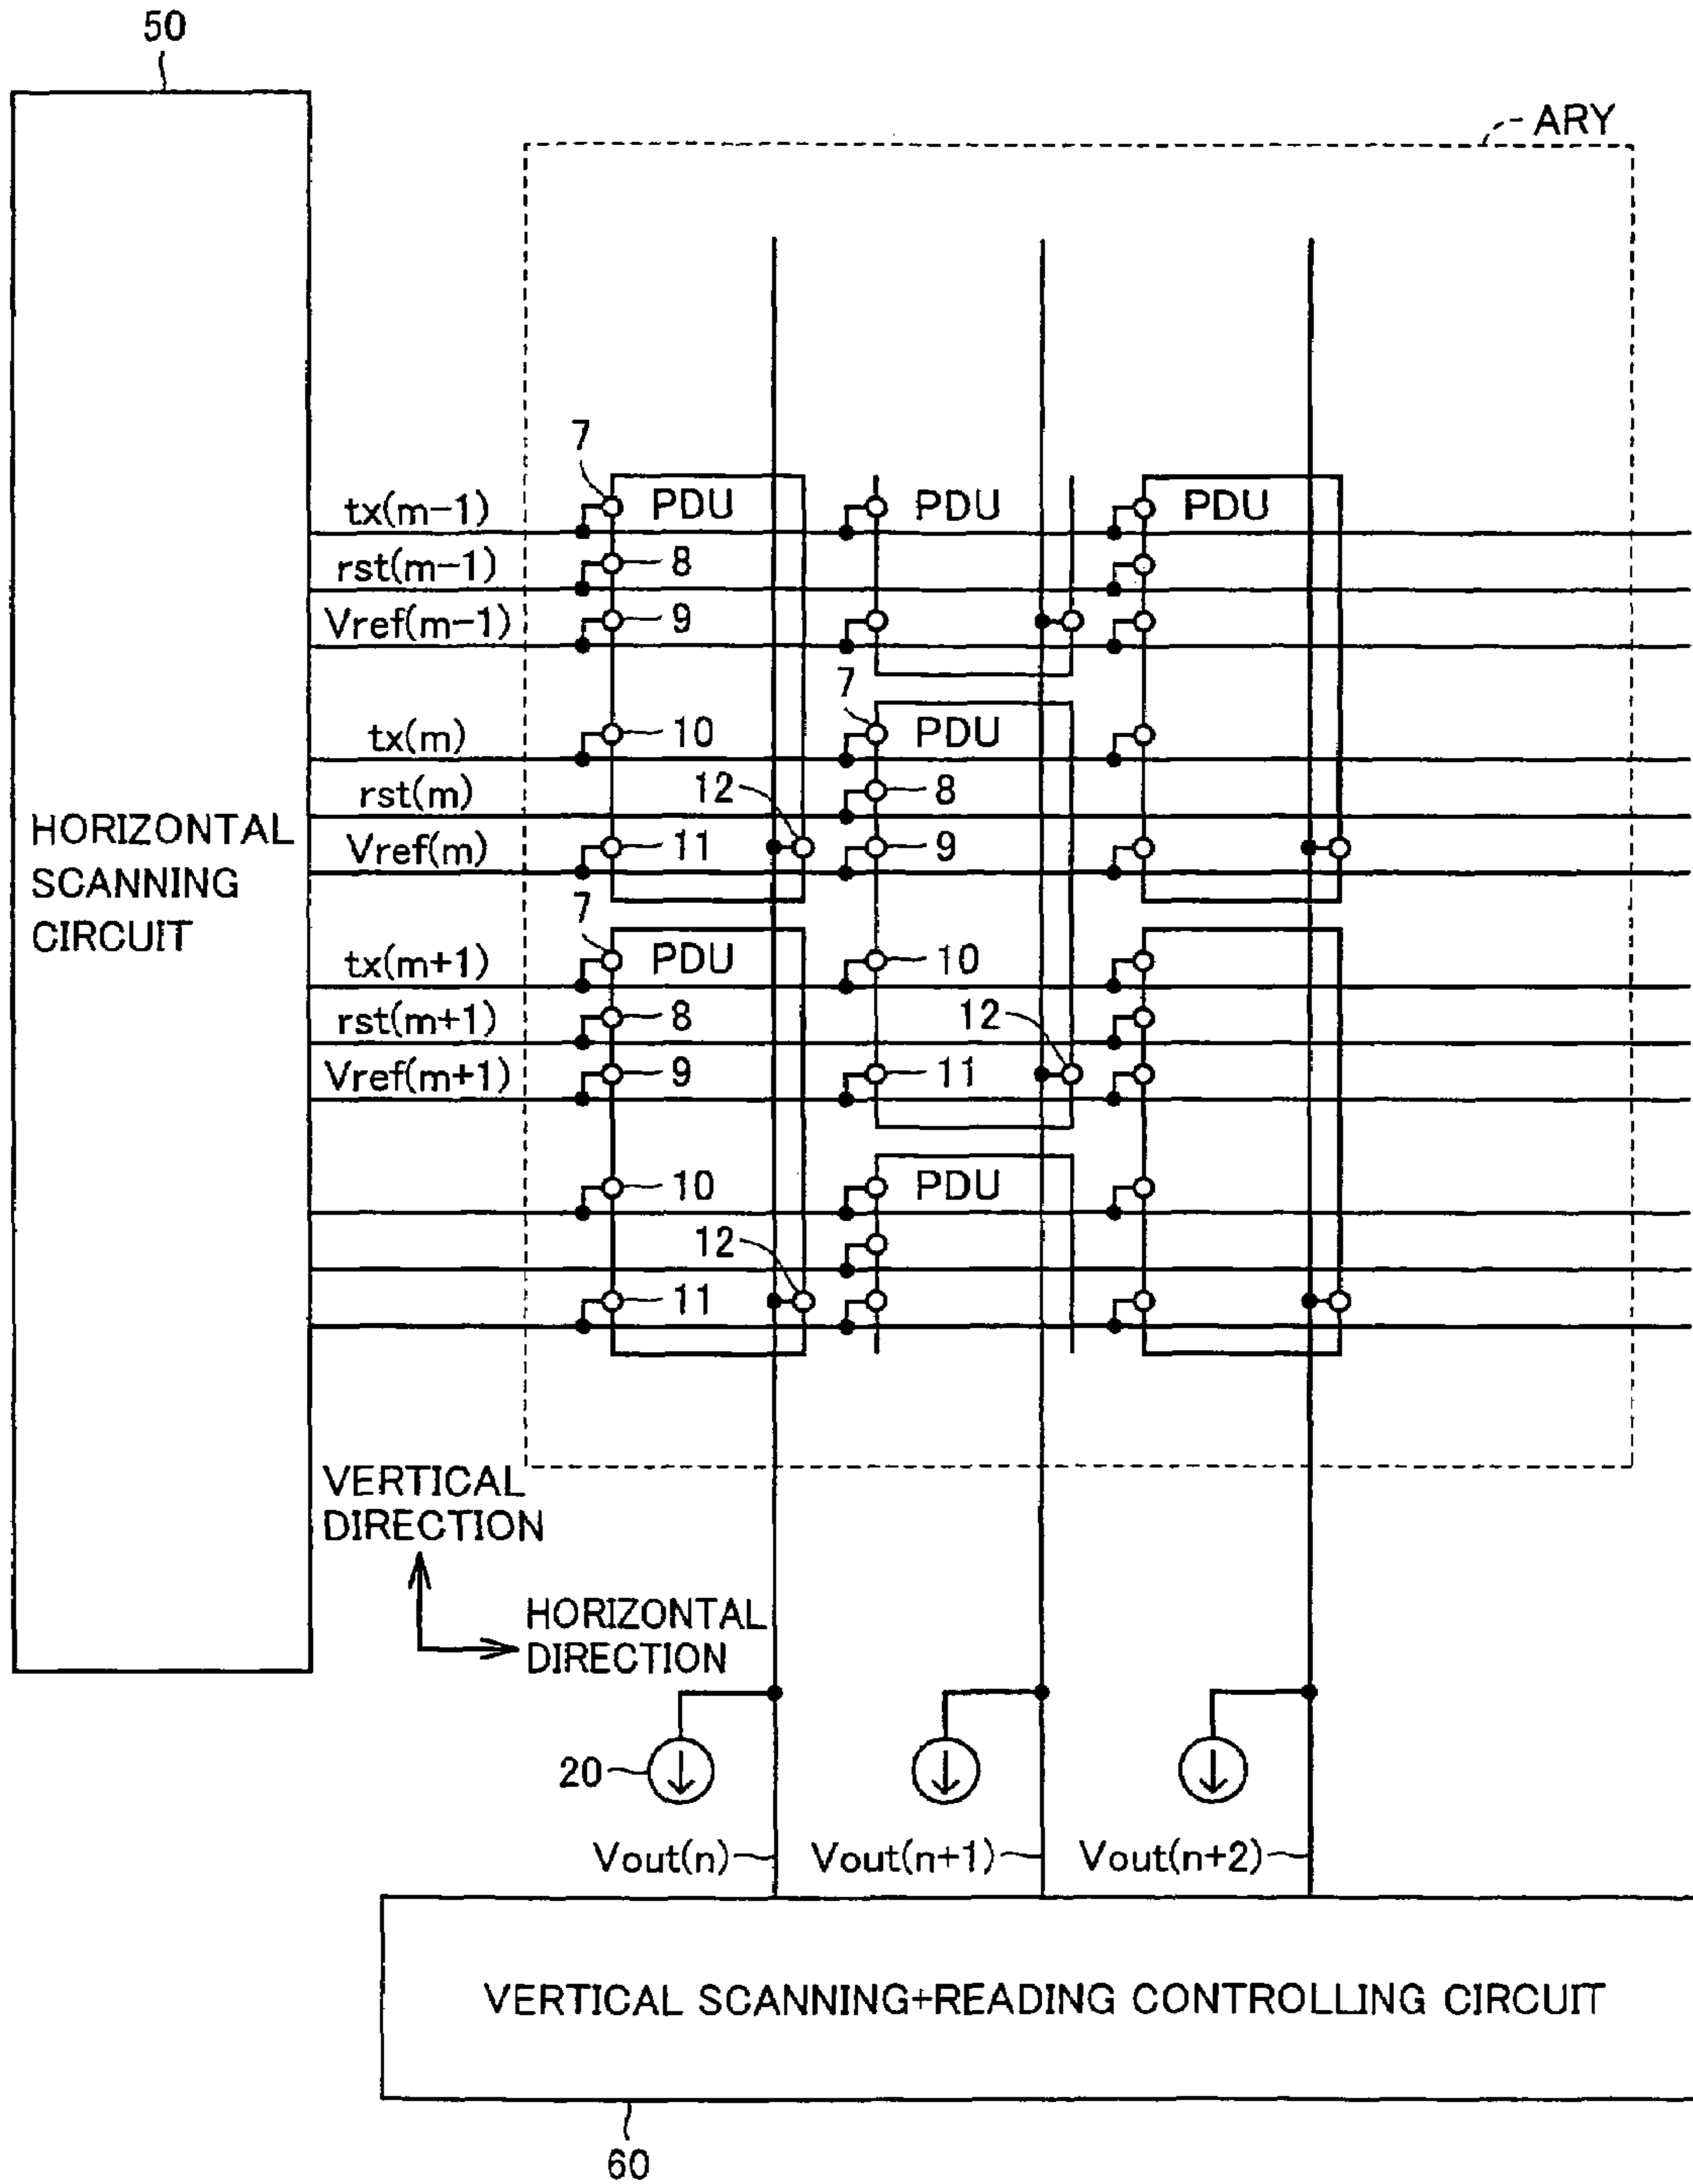 50
ARY
7
tx(m-1)
PDU
PDU
PDU
rst(m-1)
8
Vref(m-1)
9
7
tx(m)
10
PDU
rst(m)
12
8
HORIZONTAL
SCANNING
CIRCUIT
Vref(m)
11
9
7
tx(m+1)
PDU
10
rst(m+1)
8
12
Vref(m+1)
9
11
10
PDU
12
11
VERTICAL
DIRECTION
HORIZONTAL
DIRECTION
20
Vout(n)
Vout(n+1)
Vout(n+2)
VERTICAL SCANNING+READING CONTROLLING CIRCUIT
60